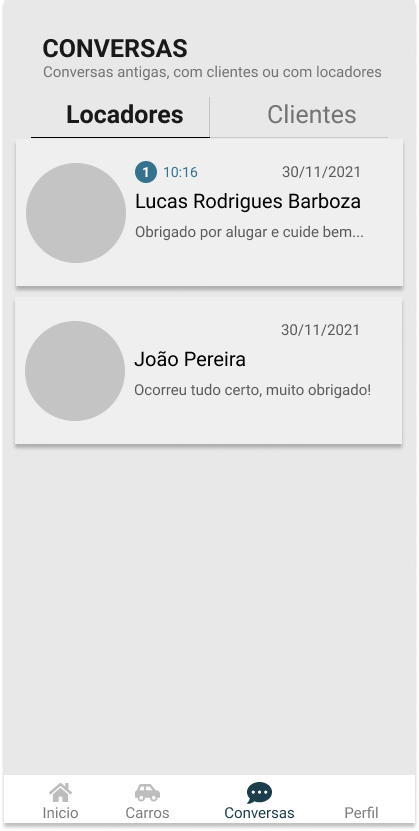 CONVERSAS
Conversas antigas, com clientes ou com locadores
Locadores Clientes
1 10:16 30/11/2021
Lucas Rodrigues Barboza
Obrigado por alugar e cuide bem...
30/11/2021
João Pereira
Ocorreu tudo certo, muito obrigado!
Inicio Carros Conversas Perfil